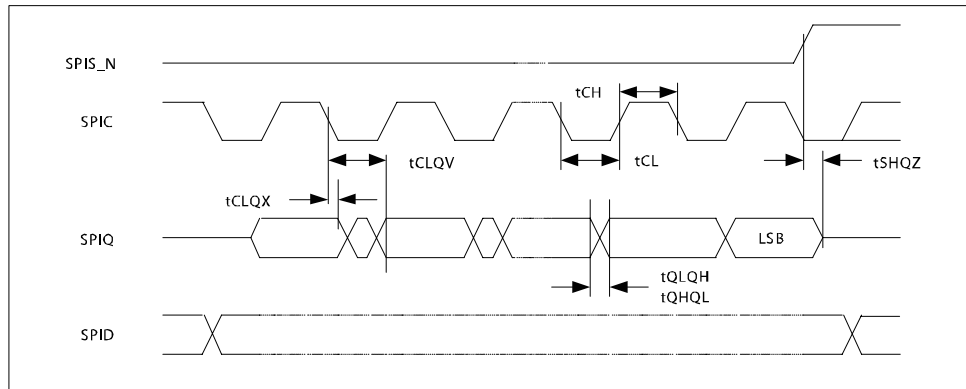 SPIS_N
tCH
SPIC
tCLQV
tCL
tSHQZ
tCLQX
SPIQ
LSB
tQLQH
tQHQL
SPID